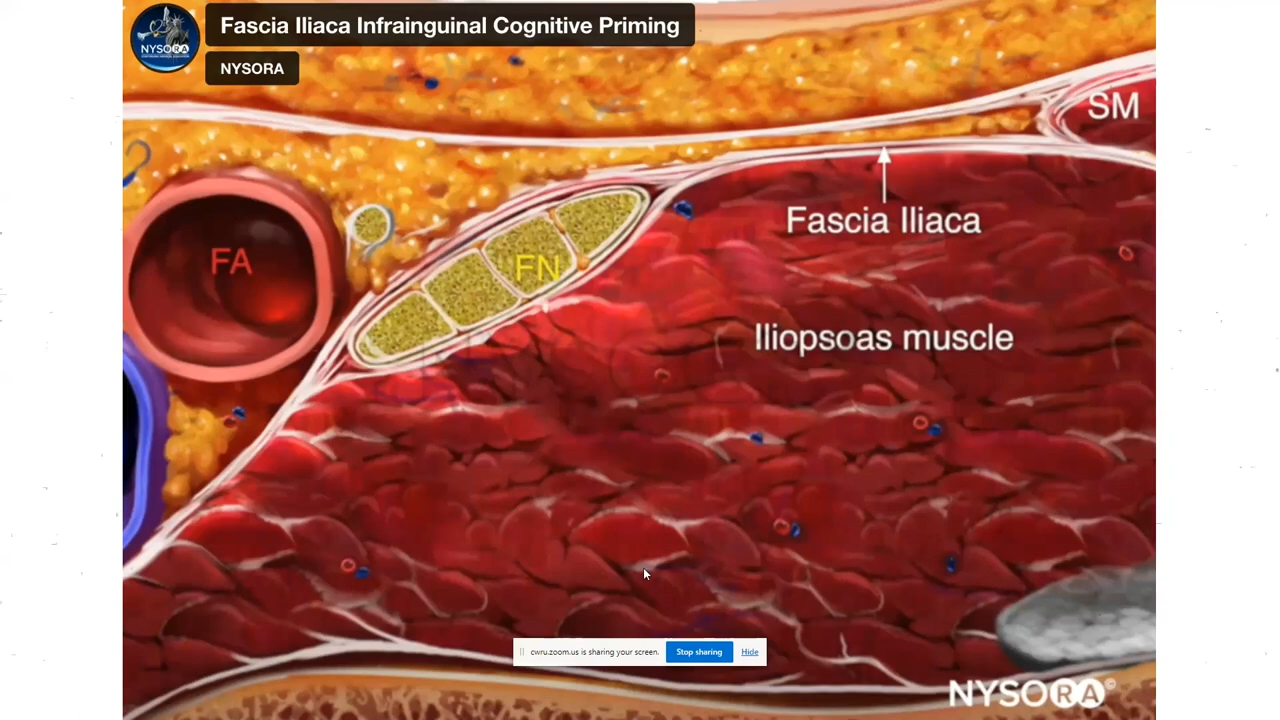 Fascia Iliaca Infrainguinal Cognitive Priming
NYSORA
NYSORA
SM
Fascia Iliaca
FA
FN
Iliopsoas muscle
cwru.zoom.us is sharing your screen.
Stop sharing
Hide
NYSORA©